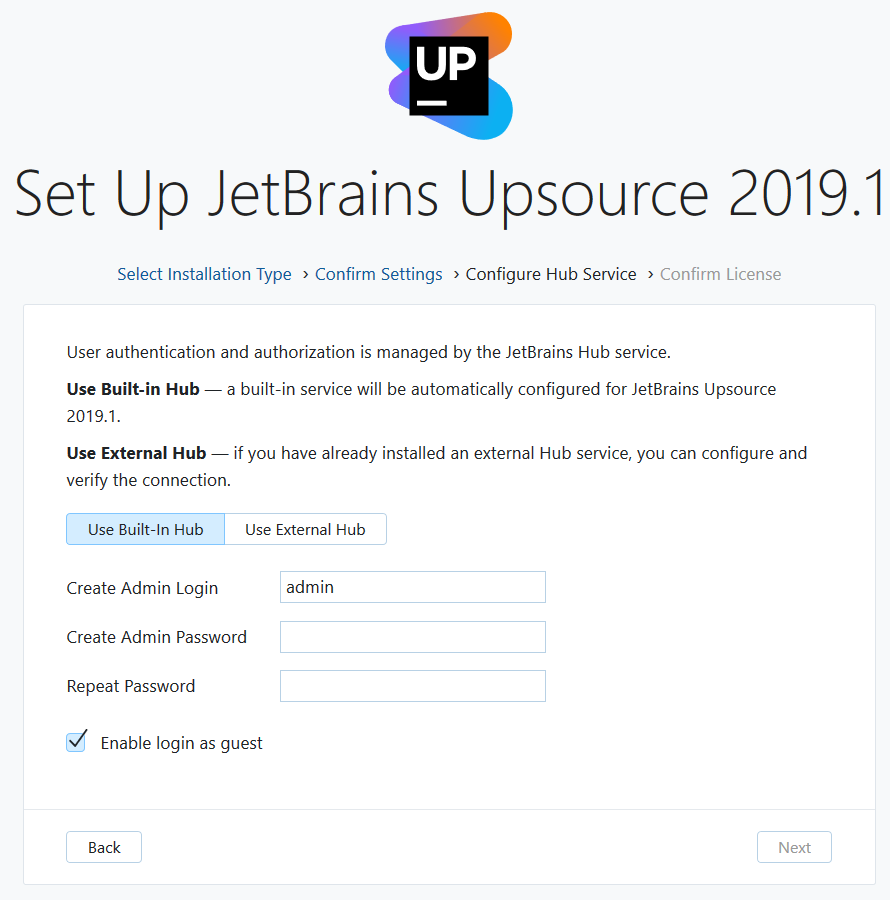 UP
Set Up JetBrains Upsource 2019.1
Select Installation Type › Confirm Settings › Configure Hub Service › Confirm License
User authentication and authorization is managed by the JetBrains Hub service.
Use Built-in Hub — a built-in service will be automatically configured for JetBrains Upsource
2019.1.
Use External Hub — if you have already installed an external Hub service, you can configure and
verify the connection.
Use Built-In Hub Use External Hub
Create Admin Login admin
Create Admin Password
Repeat Password
Enable login as guest
Back Next